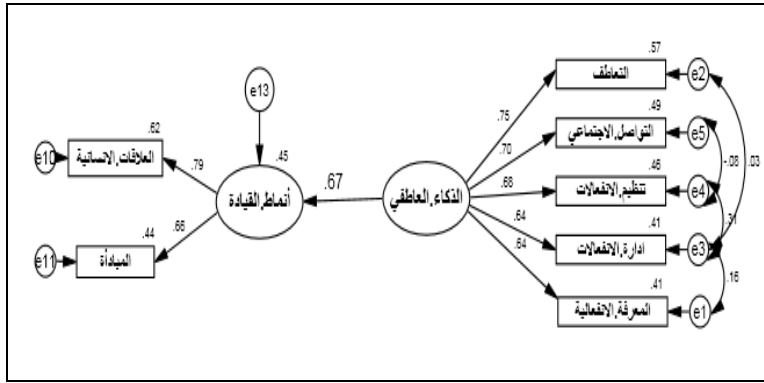 .57
التعاطف
e2
.75
.49
التواصل,الاجتماعي
e5
.70
-.08
.03
.46
تنظيم,الانفعالات
e4
.68
.31
.41
ادارة,الانفعالات
e3
.64
.16
.41
المعرفة,الانفعالية
e1
.64
الذكاء,العاطفي
.67
e13
.45
أنماط,القيادة
.62
العلاقات,الانسانية
e10
.79
.44
المبادأة
e11
.66